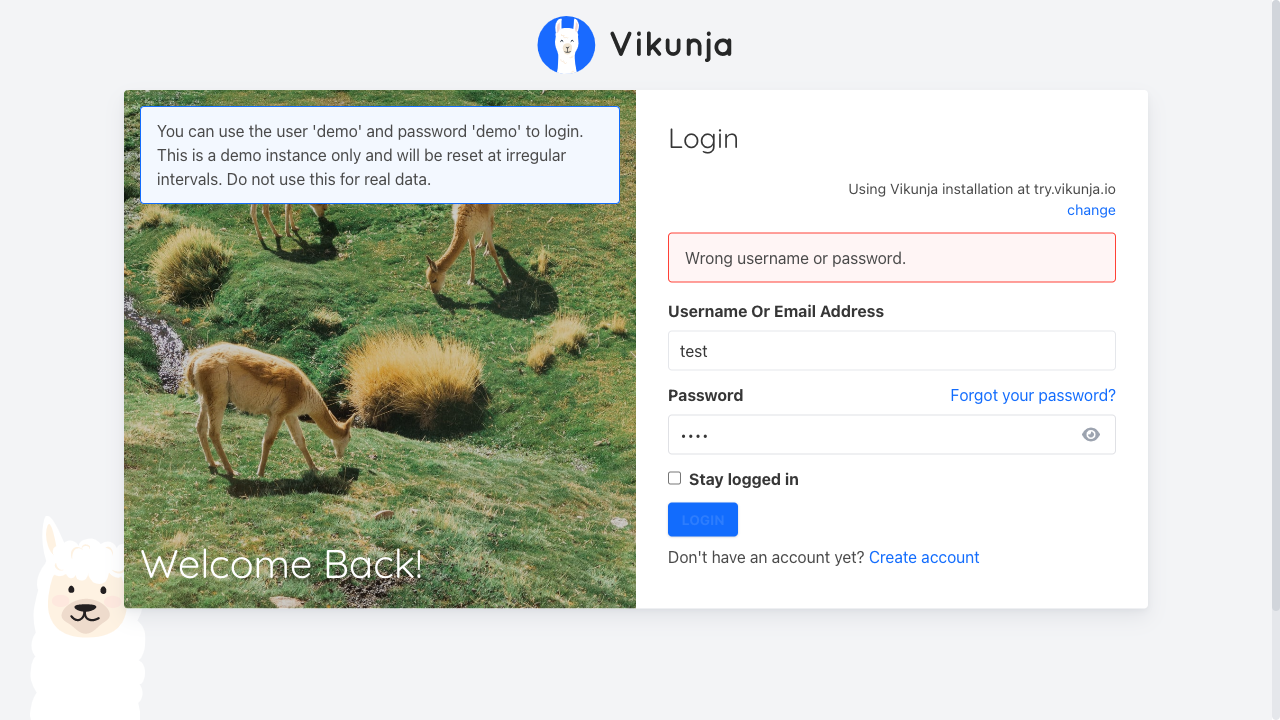 Vikunja
You can use the user 'demo' and password 'demo' to login.
This is a demo instance only and will be reset at irregular
intervals. Do not use this for real data.
Welcome Back!
Login
Using Vikunja installation at try.vikunja.io
change
Wrong username or password.
Username Or Email Address
test
Password
Forgot your password?
••••
Stay logged in
LOGIN
Don't have an account yet? Create account